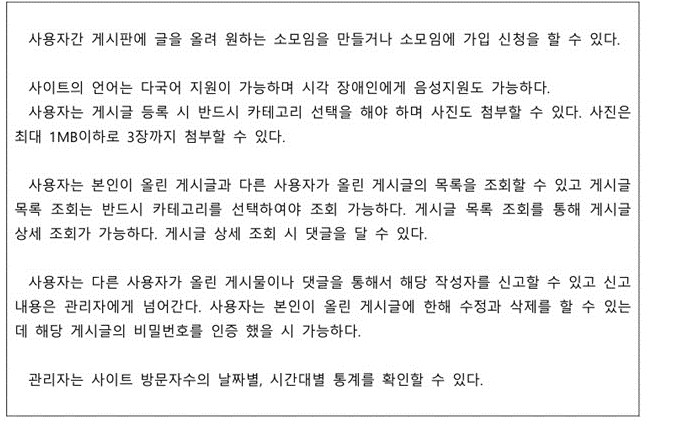 사용자간 게시판에 글을 올려 원하는 소모임을 만들거나 소모임에 가입 신청을 할 수 있다.
사이트의 언어는 다국어 지원이 가능하며 시각 장애인에게 음성지원도 가능하다.
사용자는 게시글 등록 시 반드시 카테고리 선택을 해야 하며 사진도 첨부할 수 있다. 사진은
최대 1MB이하로 3장까지 첨부할 수 있다.
사용자는 본인이 올린 게시글과 다른 사용자가 올린 게시글의 목록을 조회할 수 있고 게시글
목록 조회는 반드시 카테고리를 선택하여야 조회 가능하다. 게시글 목록 조회를 통해 게시글
상세 조회가 가능하다. 게시글 상세 조회 시 댓글을 달 수 있다.
사용자는 다른 사용자가 올린 게시물이나 댓글을 통해서 해당 작성자를 신고할 수 있고 신고
내용은 관리자에게 넘어간다. 사용자는 본인이 올린 게시글에 한해 수정과 삭제를 할 수 있는
데 해당 게시글의 비밀번호를 인증 했을 시 가능하다.
관리자는 사이트 방문자수의 날짜별, 시간대별 통계를 확인할 수 있다.